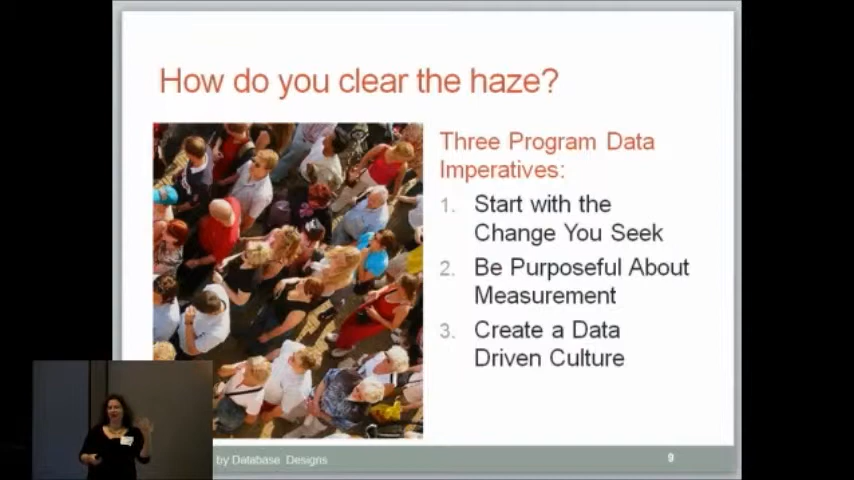 How do you clear the haze?
Three Program Data
Imperatives:
1. Start with the
Change You Seek
2. Be Purposeful About
Measurement
3. Create a Data
Driven Culture
by Database Designs
9